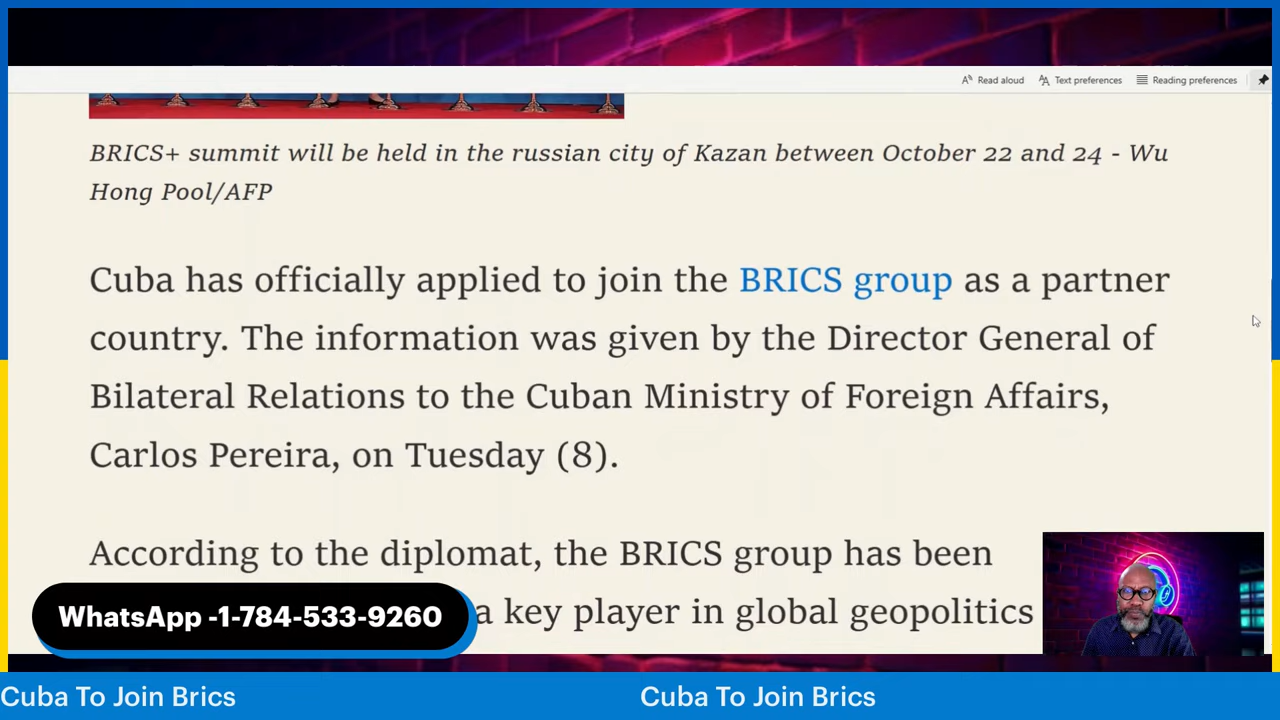 Read aloud Text preferences Reading preferences
BRICS+ summit will be held in the russian city of Kazan between October 22 and 24 - Wu
Hong Pool/AFP
Cuba has officially applied to join the BRICS group as a partner
country. The information was given by the Director General of
Bilateral Relations to the Cuban Ministry of Foreign Affairs,
Carlos Pereira, on Tuesday (8).
According to the diplomat, the BRICS group has been
a key player in global geopolitics
WhatsApp -1-784-533-9260
Cuba To Join Brics Cuba To Join Brics